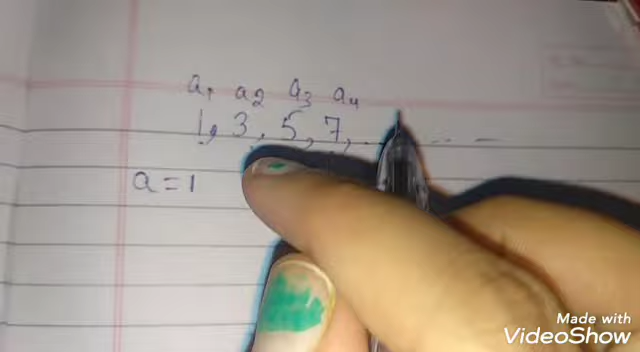 a1 a2 a3 a4
1, 3, 5, 7, ------
a = 1
Made with
VideoShow